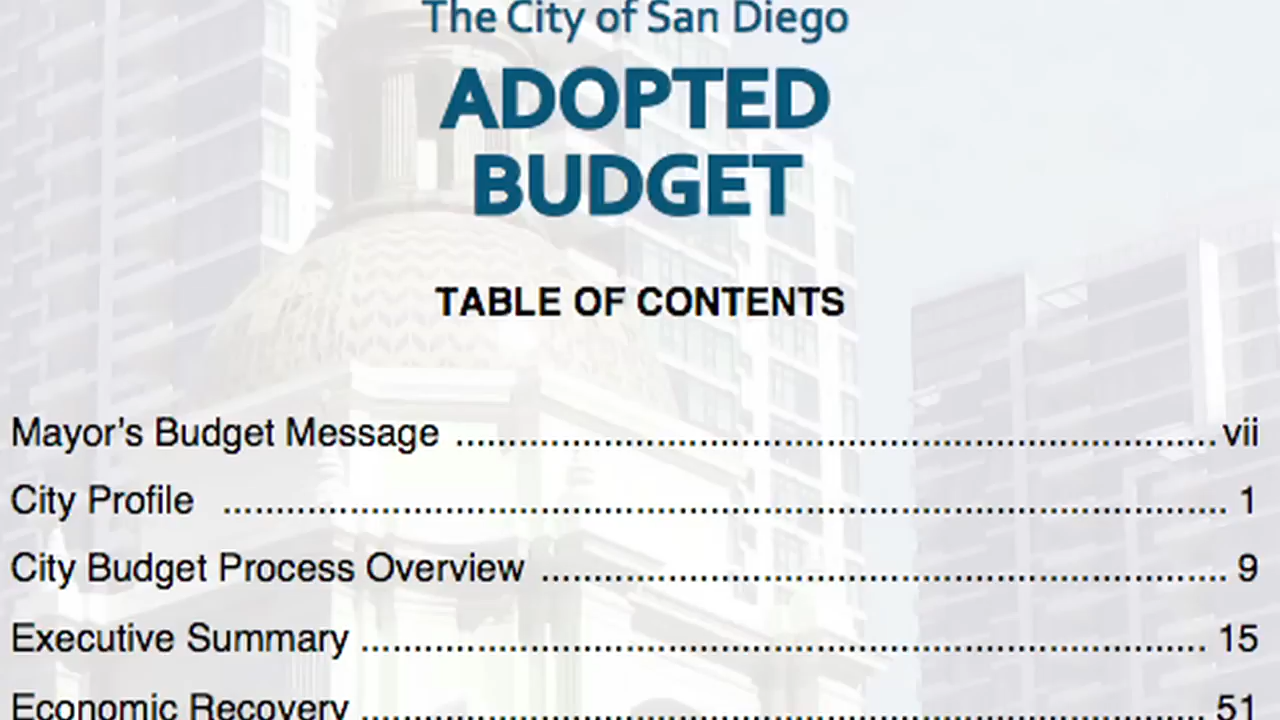 The City of San Diego
ADOPTED
BUDGET
TABLE OF CONTENTS
Mayor's Budget Message ........................................................................ vii
City Profile ........................................................................ 1
City Budget Process Overview ........................................................................ 9
Executive Summary ........................................................................ 15
Economic Recovery ........................................................................ 51